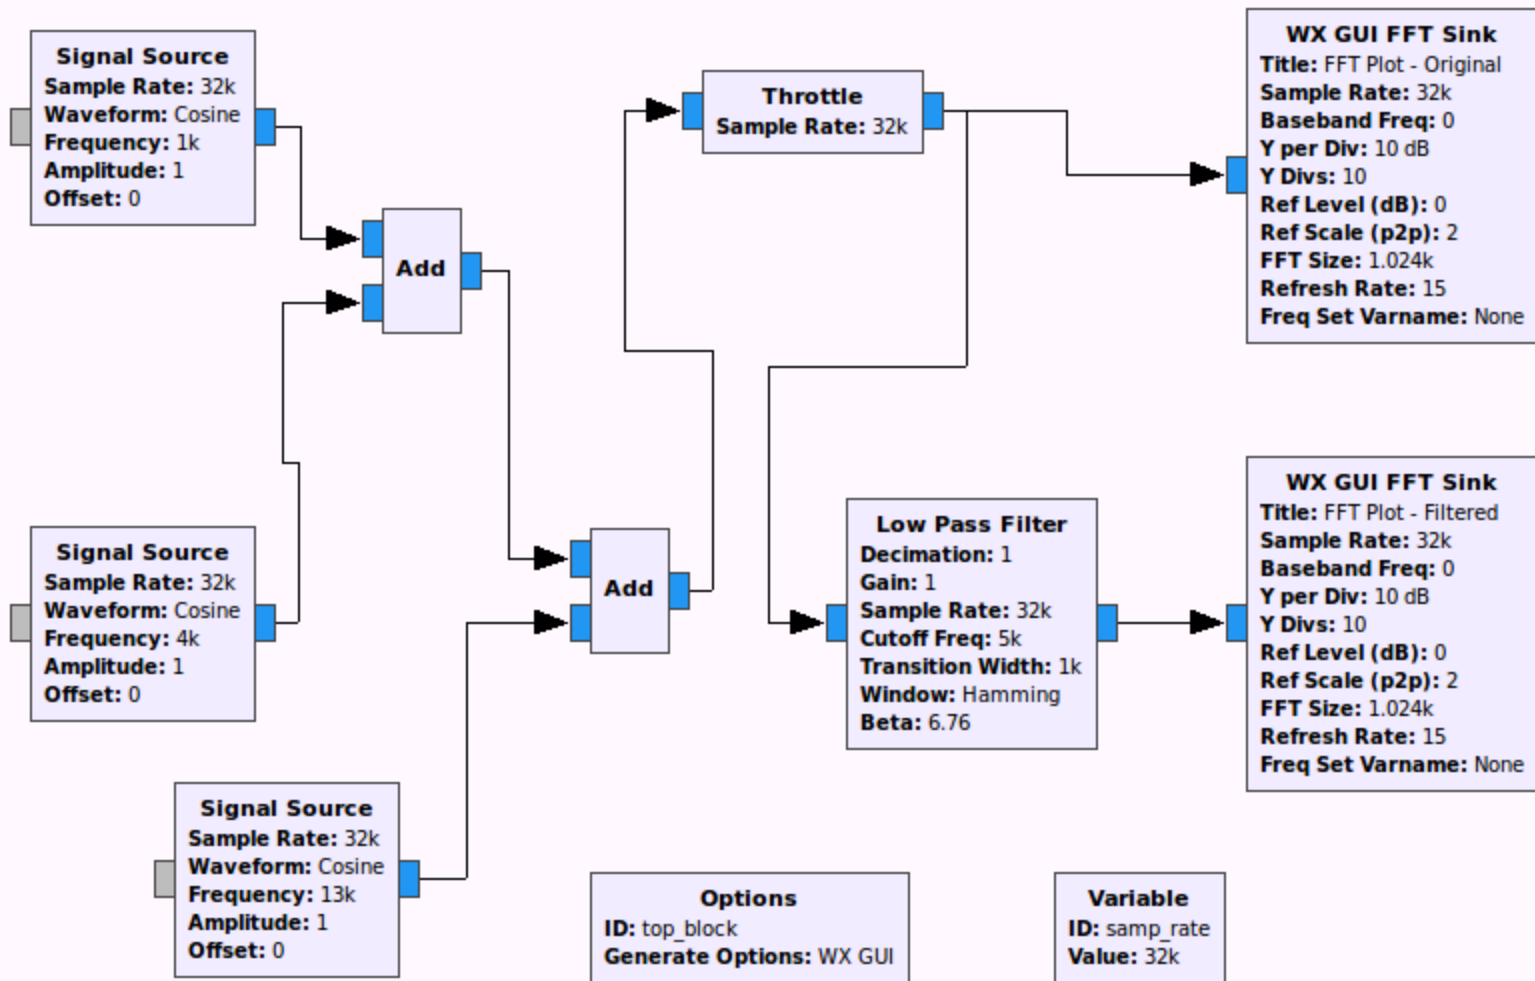 Signal Source
Sample Rate: 32k
Waveform: Cosine
Frequency: 1k
Amplitude: 1
Offset: 0
Add
Throttle
Sample Rate: 32k
WX GUI FFT Sink
Title: FFT Plot - Original
Sample Rate: 32k
Baseband Freq: 0
Y per Div: 10 dB
Y Divs: 10
Ref Level (dB): 0
Ref Scale (p2p): 2
FFT Size: 1.024k
Refresh Rate: 15
Freq Set Varname: None
Signal Source
Sample Rate: 32k
Waveform: Cosine
Frequency: 4k
Amplitude: 1
Offset: 0
Add
Low Pass Filter
Decimation: 1
Gain: 1
Sample Rate: 32k
Cutoff Freq: 5k
Transition Width: 1k
Window: Hamming
Beta: 6.76
WX GUI FFT Sink
Title: FFT Plot - Filtered
Sample Rate: 32k
Baseband Freq: 0
Y per Div: 10 dB
Y Divs: 10
Ref Level (dB): 0
Ref Scale (p2p): 2
FFT Size: 1.024k
Refresh Rate: 15
Freq Set Varname: None
Signal Source
Sample Rate: 32k
Waveform: Cosine
Frequency: 13k
Amplitude: 1
Offset: 0
Options
ID: top_block
Generate Options: WX GUI
Variable
ID: samp_rate
Value: 32k